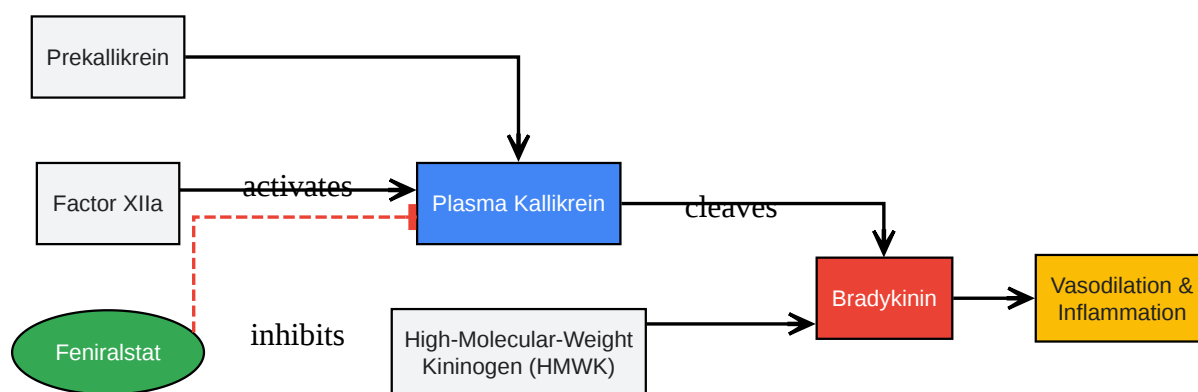 Prekallikrein
Factor XIIa
activates
Plasma Kallikrein
cleaves
Bradykinin
Vasodilation &
Inflammation
Feniralstat
inhibits
High-Molecular-Weight
Kininogen (HMWK)